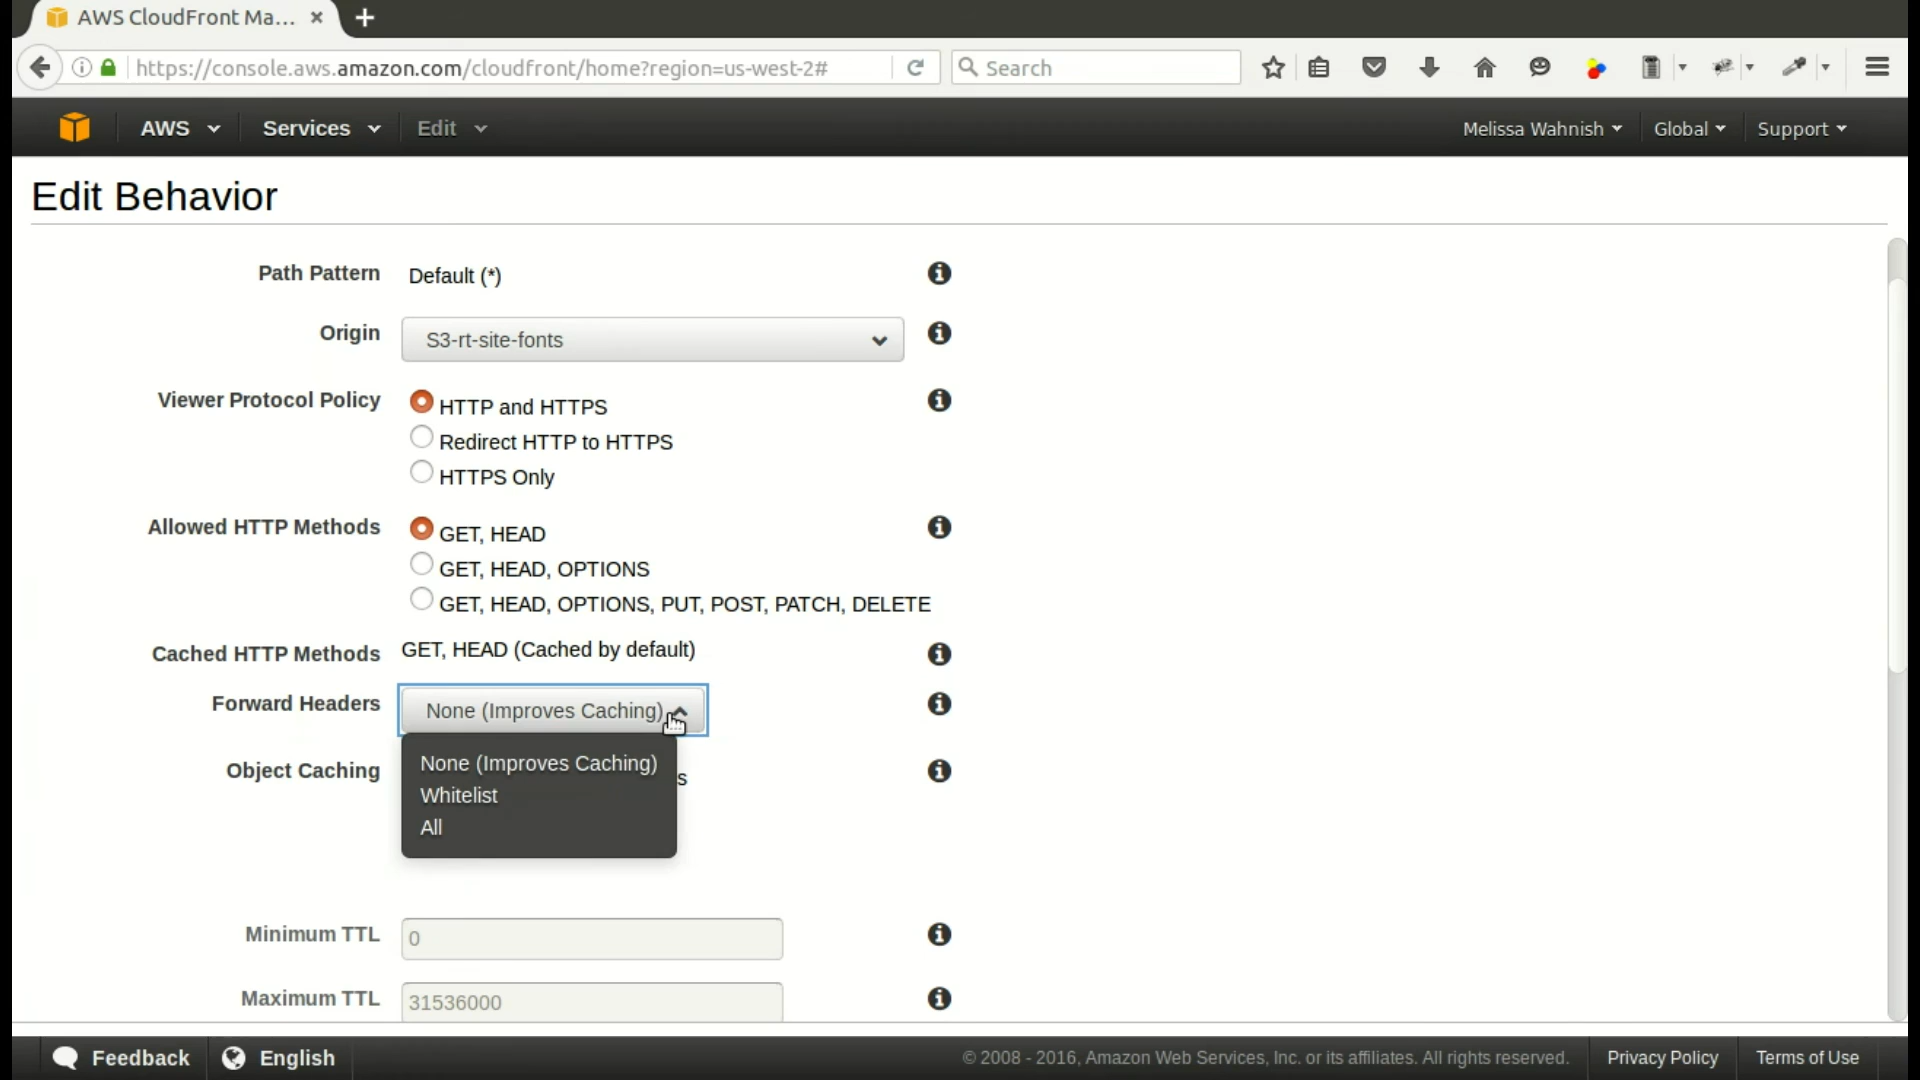 AWS CloudFront Ma...
https://console.aws.amazon.com/cloudfront/home?region=us-west-2#
Search
AWS
Services
Edit
Melissa Wahnish
Global
Support
Edit Behavior
Path Pattern
Default (*)
Origin
S3-rt-site-fonts
Viewer Protocol Policy
HTTP and HTTPS
Redirect HTTP to HTTPS
HTTPS Only
Allowed HTTP Methods
GET, HEAD
GET, HEAD, OPTIONS
GET, HEAD, OPTIONS, PUT, POST, PATCH, DELETE
Cached HTTP Methods
GET, HEAD (Cached by default)
Forward Headers
None (Improves Caching)
None (Improves Caching)
Whitelist
All
Object Caching
Minimum TTL
0
Maximum TTL
31536000
Feedback
English
© 2008 - 2016, Amazon Web Services, Inc. or its affiliates. All rights reserved.
Privacy Policy
Terms of Use